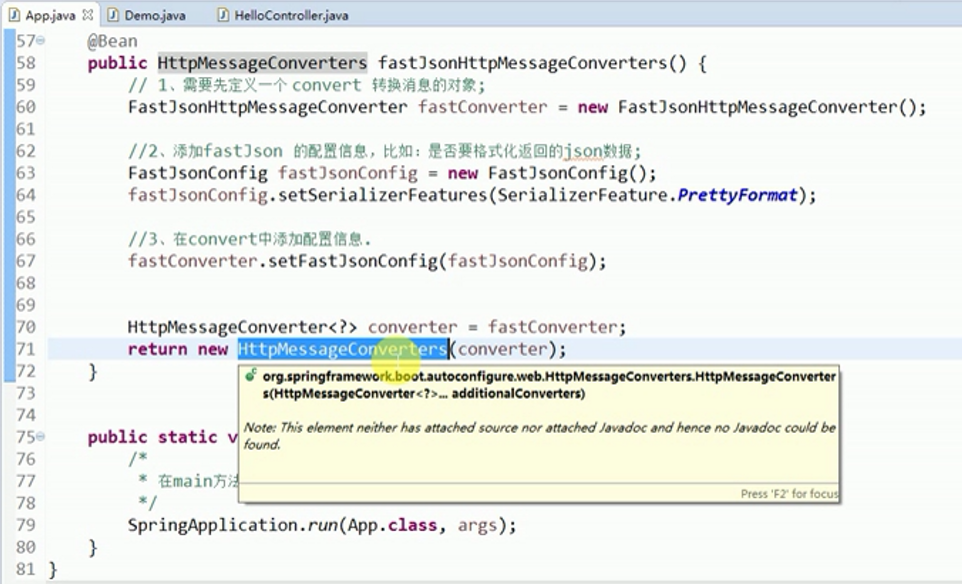 App.java Demo.java HelloController.java
57 @Bean
58 public HttpMessageConverters fastJsonHttpMessageConverters() {
59 // 1、需要先定义一个 convert 转换消息的对象;
60 FastJsonHttpMessageConverter fastConverter = new FastJsonHttpMessageConverter();
61
62 //2、添加fastJson 的配置信息，比如：是否要格式化返回的json数据;
63 FastJsonConfig fastJsonConfig = new FastJsonConfig();
64 fastJsonConfig.setSerializerFeatures(SerializerFeature.PrettyFormat);
65
66 //3、在convert中添加配置信息.
67 fastConverter.setFastJsonConfig(fastJsonConfig);
68
69
70 HttpMessageConverter<?> converter = fastConverter;
71 return new HttpMessageConverters(converter);
72 }
org.springframework.boot.autoconfigure.web.HttpMessageConverters.HttpMessageConverter
s(HttpMessageConverter<?>... additionalConverters)
Note: This element neither has attached source nor attached Javadoc and hence no Javadoc could be
found.
Press 'F2' for focus
73
74
75 public static v
76 /*
77 * 在main方法
78 */
79 SpringApplication.run(App.class, args);
80 }
81 }